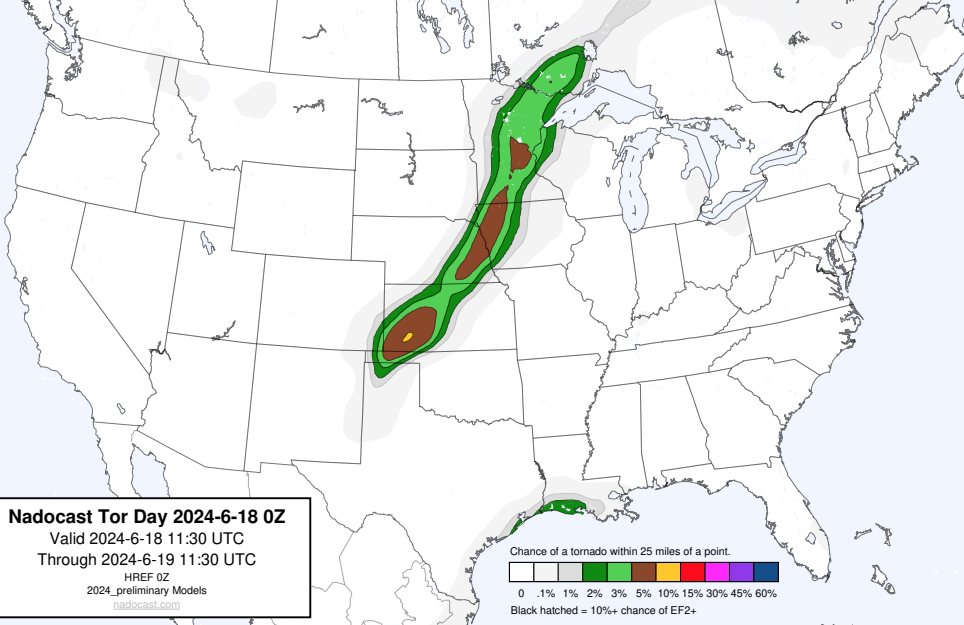 Nadocast Tor Day 2024-6-18 0Z
Valid 2024-6-18 11:30 UTC
Through 2024-6-19 11:30 UTC
HREF 0Z
2024_preliminary Models
nadocast.com
Chance of a tornado within 25 miles of a point.
0 .1% 1% 2% 3% 5% 10% 15% 30% 45% 60%
Black hatched = 10%+ chance of EF2+